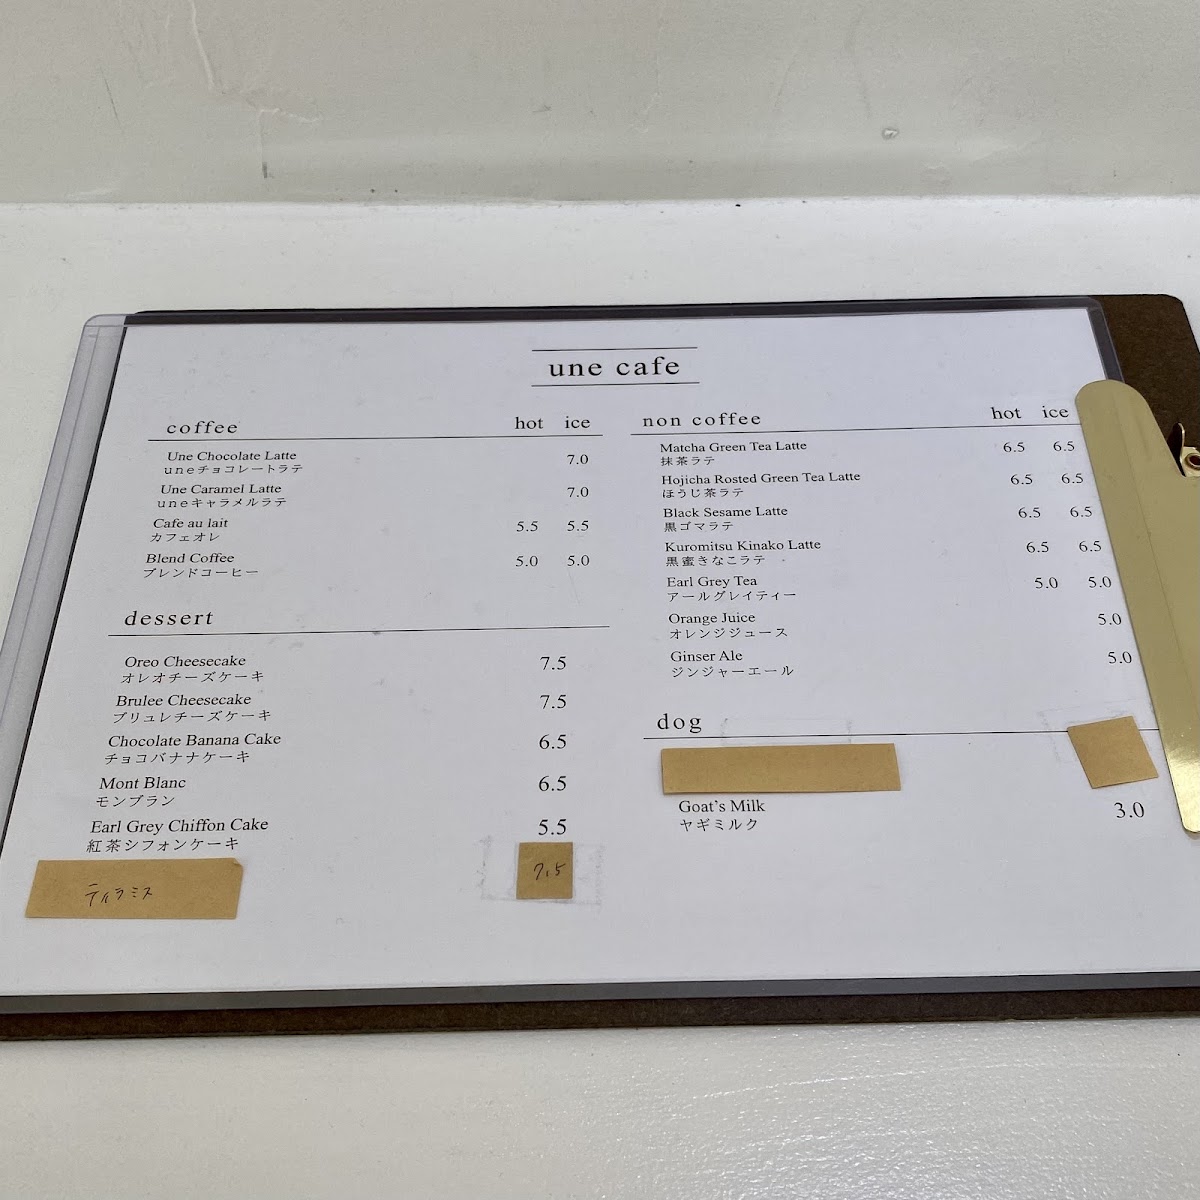 une cafe
coffee hot ice
Une Chocolate Latte 7.0
uneチョコレートラテ
Une Caramel Latte 7.0
uneキャラメルラテ
Cafe au lait 5.5 5.5
カフェオレ
Blend Coffee 5.0 5.0
ブレンドコーヒー
dessert
Oreo Cheesecake 7.5
オレオチーズケーキ
Brulee Cheesecake 7.5
ブリュレチーズケーキ
Chocolate Banana Cake 6.5
チョコバナナケーキ
Mont Blanc 6.5
モンブラン
Earl Grey Chiffon Cake 5.5
紅茶シフォンケーキ
ティラミス 7.5
non coffee hot ice
Matcha Green Tea Latte 6.5 6.5
抹茶ラテ
Hojicha Rosted Green Tea Latte 6.5 6.5
ほうじ茶ラテ
Black Sesame Latte 6.5 6.5
黒ゴマラテ
Kuromitsu Kinako Latte 6.5 6.5
黒蜜きなこラテ
Earl Grey Tea 5.0 5.0
アールグレイティー
Orange Juice 5.0
オレンジジュース
Ginser Ale 5.0
ジンジャーエール
dog
Goat's Milk 3.0
ヤギミルク